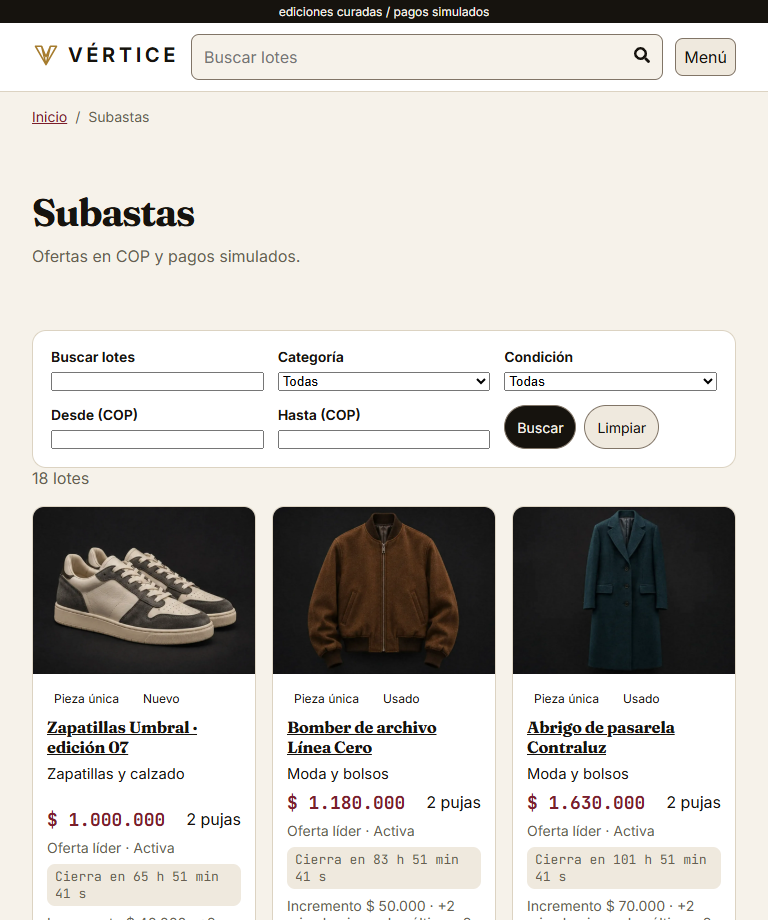 ediciones curadas / pagos simulados
VÉRTICE
Buscar lotes
Menú
Inicio / Subastas
Subastas
Ofertas en COP y pagos simulados.
Buscar lotes
Categoría
Condición
Todas
Todas
Desde (COP)
Hasta (COP)
Buscar
Limpiar
18 lotes
Pieza única Nuevo
Zapatillas Umbral ·
edición 07
Zapatillas y calzado
$ 1.000.000 2 pujas
Oferta líder · Activa
Cierra en 65 h 51 min
41 s
Pieza única Usado
Bomber de archivo
Línea Cero
Moda y bolsos
$ 1.180.000 2 pujas
Oferta líder · Activa
Cierra en 83 h 51 min
41 s
Incremento $ 50.000 · +2
Pieza única Usado
Abrigo de pasarela
Contraluz
Moda y bolsos
$ 1.630.000 2 pujas
Oferta líder · Activa
Cierra en 101 h 51 min
41 s
Incremento $ 70.000 · +2